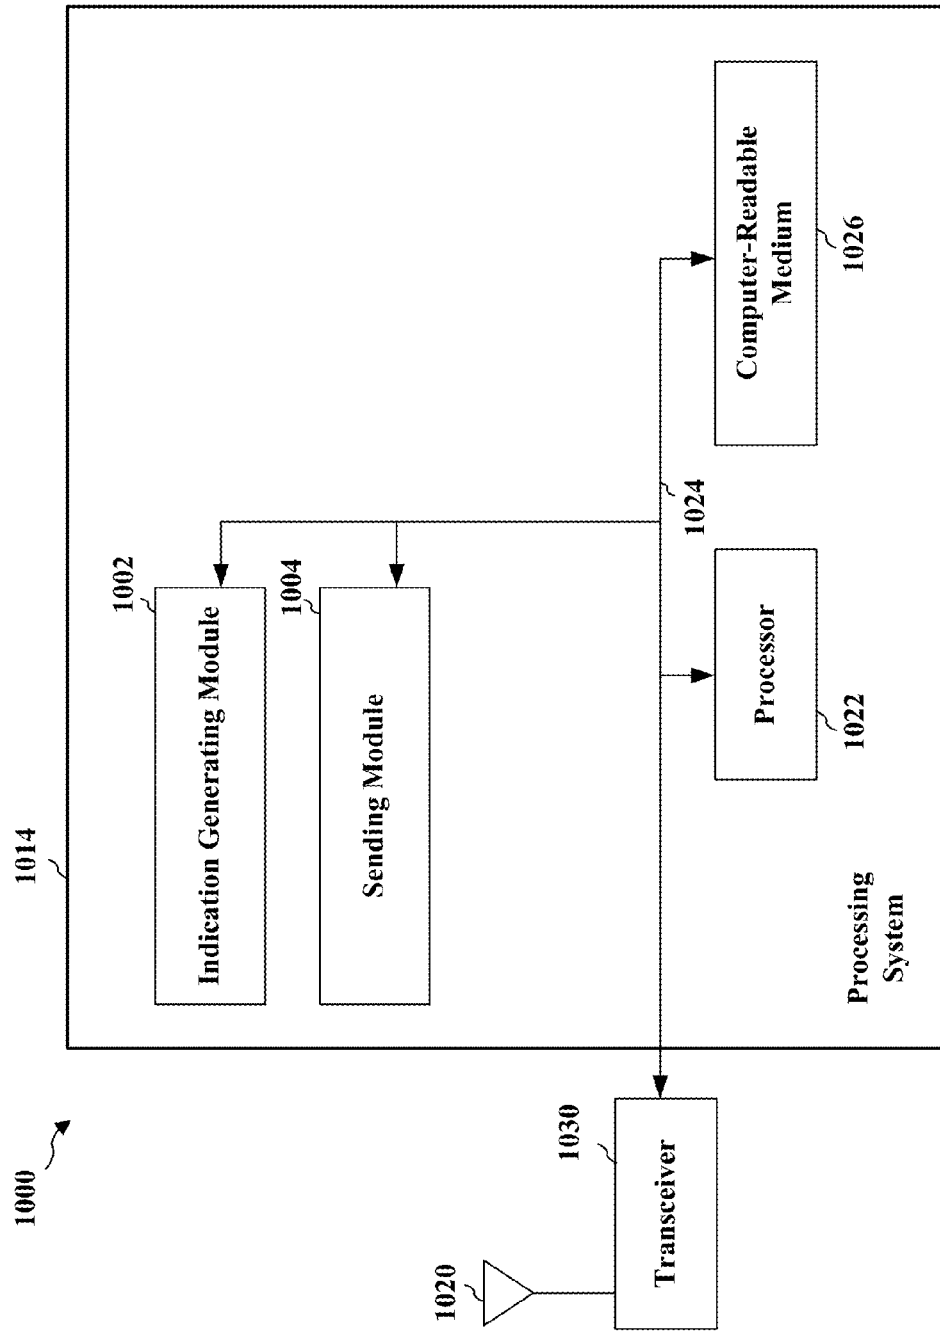 1000
1014
1002
Indication Generating Module
1004
Sending Module
1020
1030
Transceiver
1024
Processor
1022
Computer-Readable
Medium
1026
Processing
System